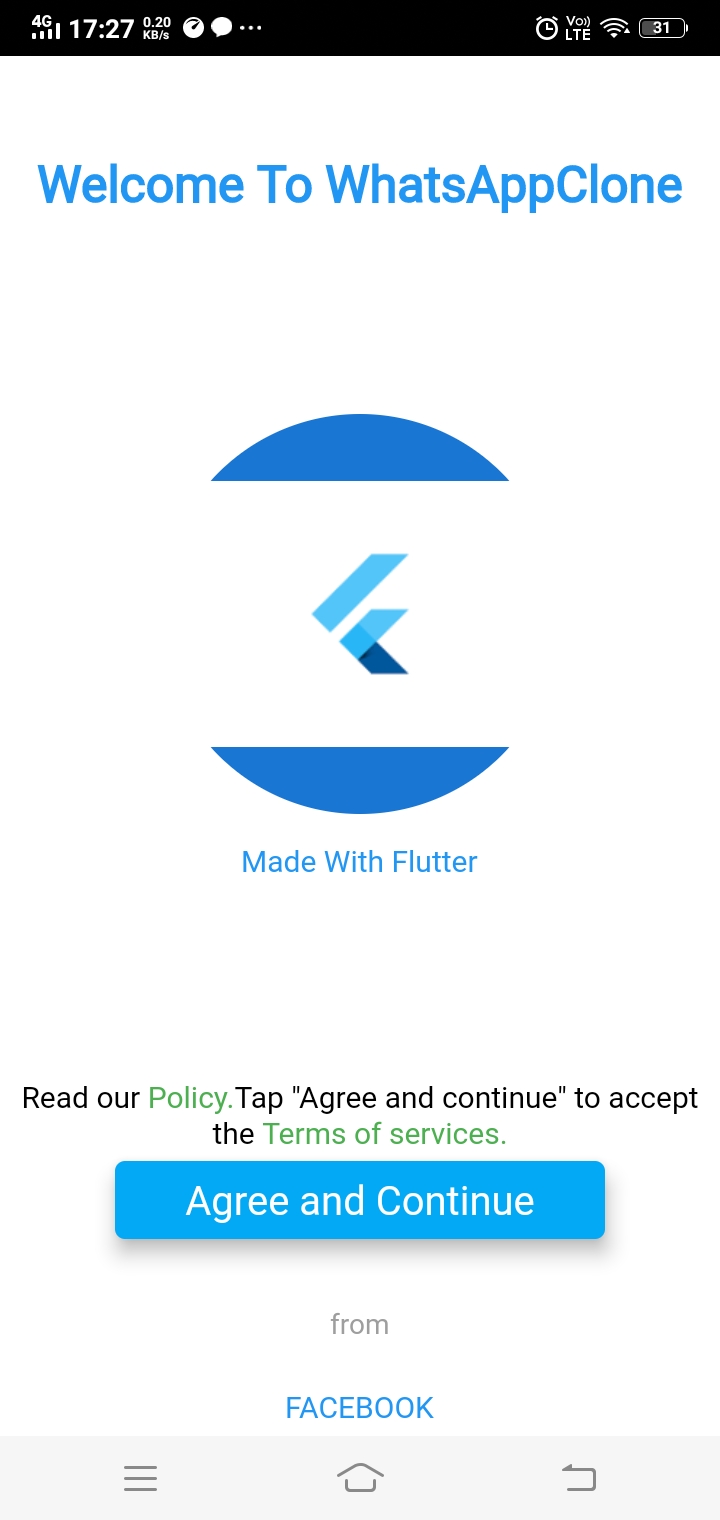 4G 17:27 0.20 KB/s ... Vo)) LTE 31
Welcome To WhatsAppClone
Made With Flutter
Read our Policy.Tap "Agree and continue" to accept
the Terms of services.
Agree and Continue
from
FACEBOOK